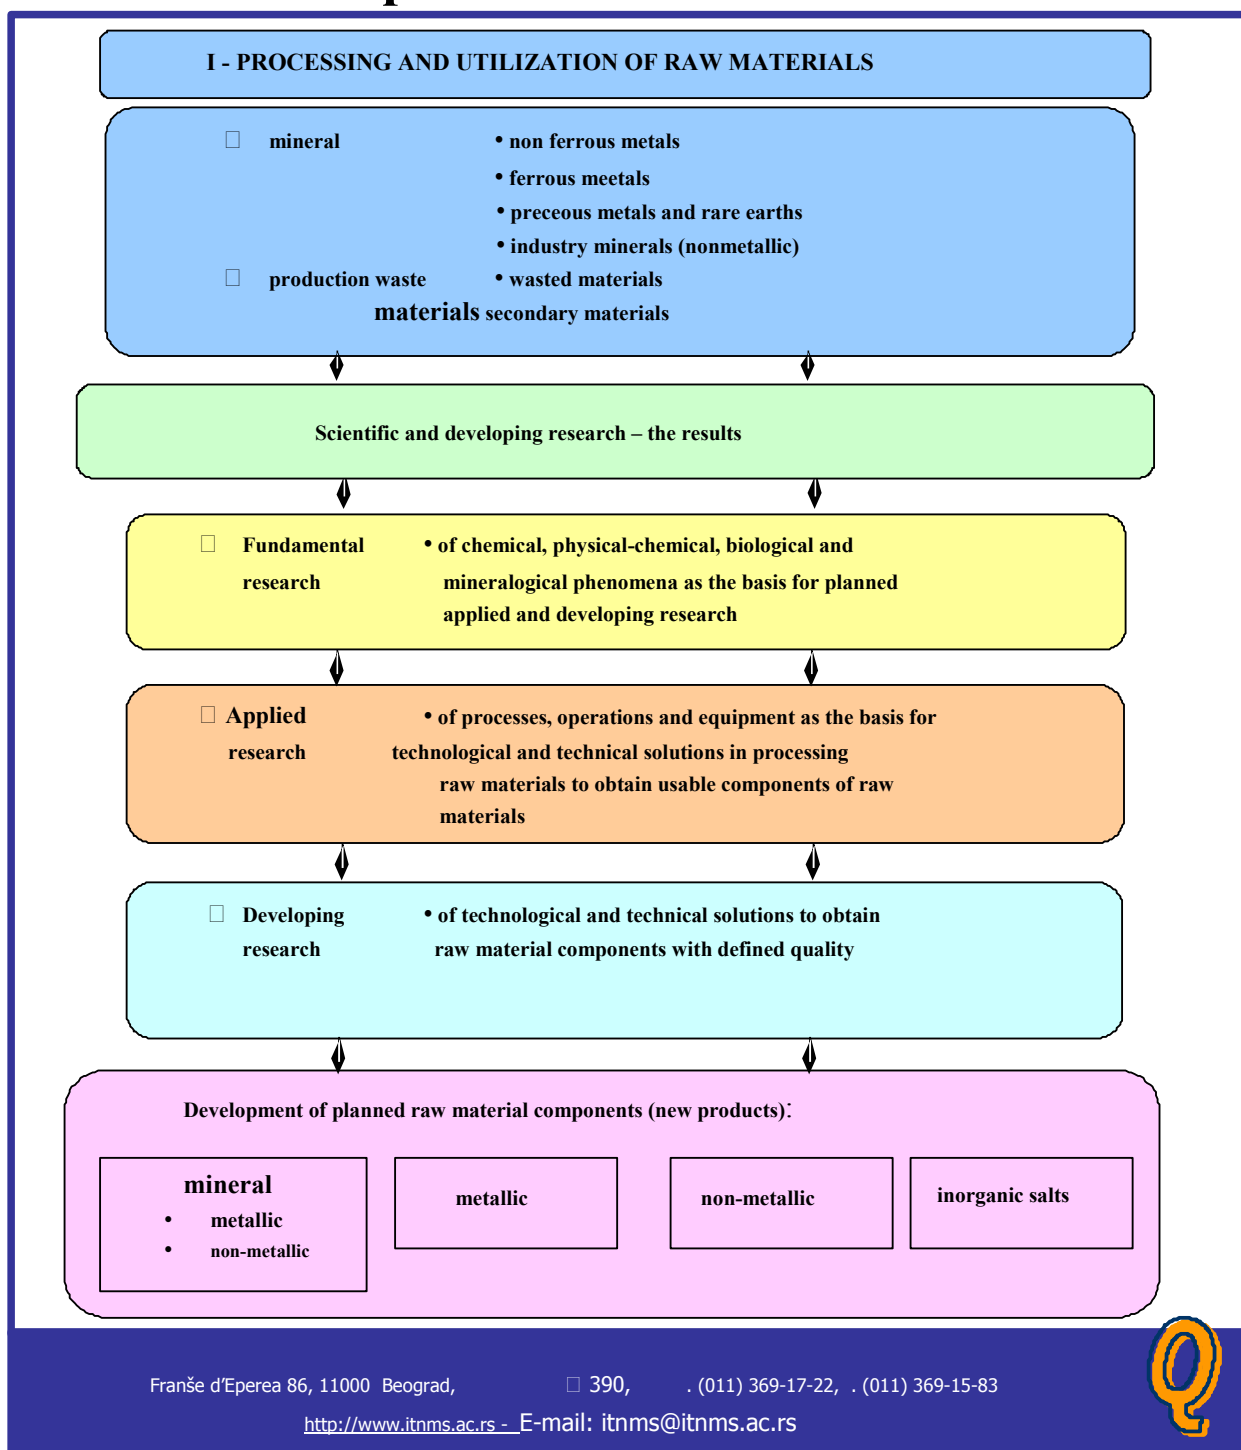 I - PROCESSING AND UTILIZATION OF RAW MATERIALS
mineral • non ferrous metals
• ferrous meetals
• preceous metals and rare earths
• industry minerals (nonmetallic)
production waste • wasted materials
materials secondary materials
Scientific and developing research – the results
Fundamental • of chemical, physical-chemical, biological and
research mineralogical phenomena as the basis for planned
applied and developing research
Applied • of processes, operations and equipment as the basis for
research technological and technical solutions in processing
raw materials to obtain usable components of raw
materials
Developing • of technological and technical solutions to obtain
research raw material components with defined quality
Development of planned raw material components (new products):
mineral
• metallic
• non-metallic
metallic
non-metallic
inorganic salts
Franše d’Eperea 86, 11000 Beograd, 390, . (011) 369-17-22, . (011) 369-15-83
http://www.itnms.ac.rs - E-mail: itnms@itnms.ac.rs
Q